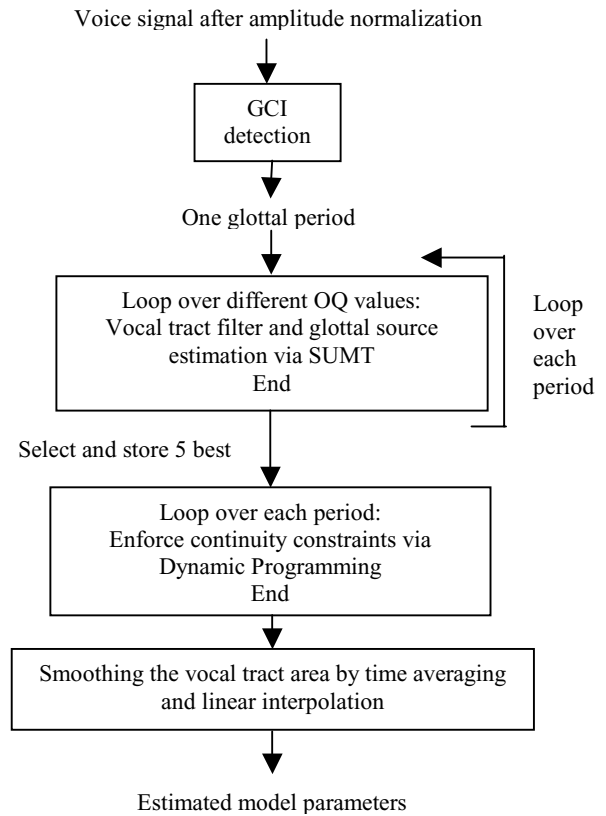 Voice signal after amplitude normalization
GCI
detection
One glottal period
Loop over different OQ values:
Vocal tract filter and glottal source
estimation via SUMT
End
Loop
over
each
period
Select and store 5 best
Loop over each period:
Enforce continuity constraints via
Dynamic Programming
End
Smoothing the vocal tract area by time averaging
and linear interpolation
Estimated model parameters